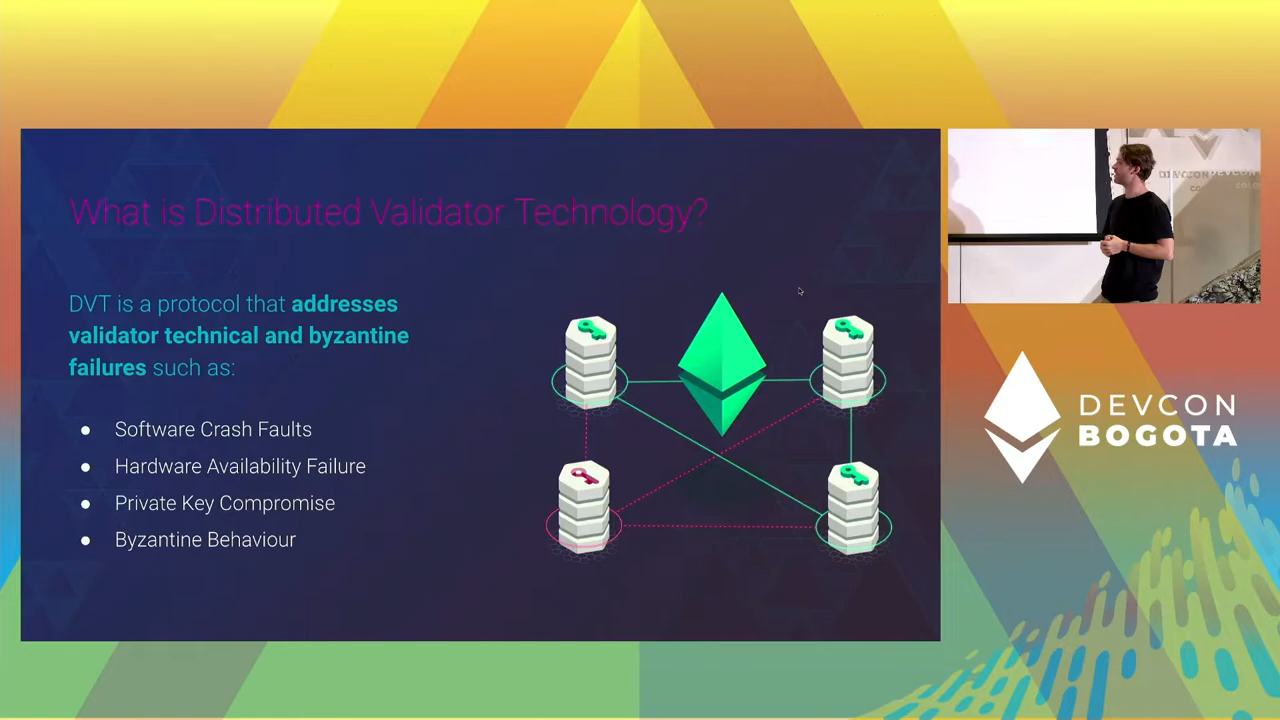 What is Distributed Validator Technology?
DVT is a protocol that addresses
validator technical and byzantine
failures such as:
● Software Crash Faults
● Hardware Availability Failure
● Private Key Compromise
● Byzantine Behaviour
DEVCON
BOGOTA